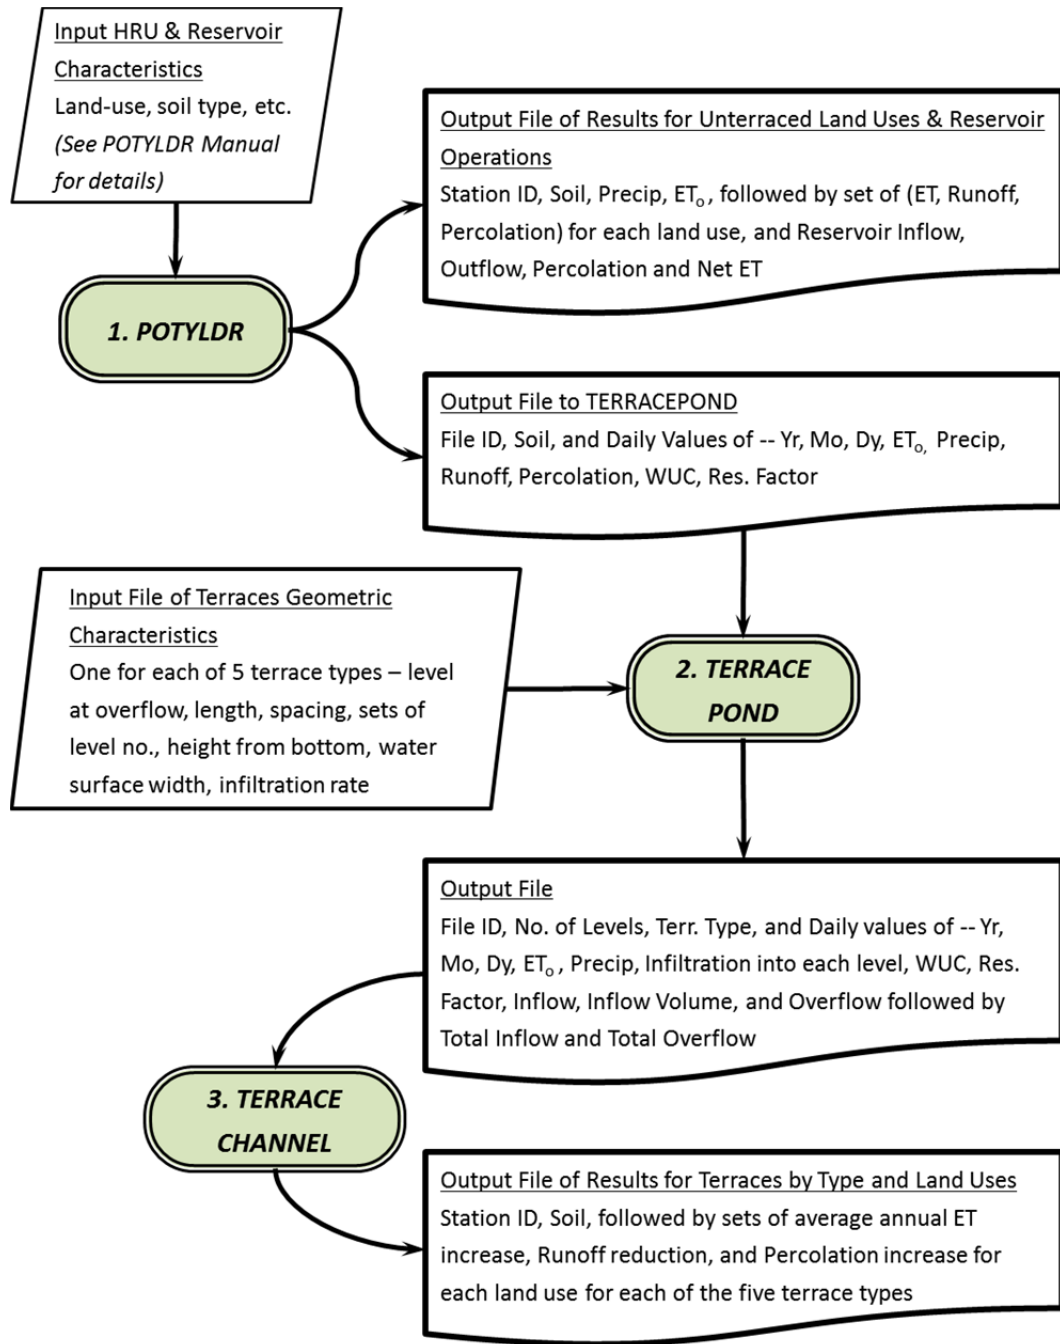 Input HRU & Reservoir
Characteristics
Land-use, soil type, etc.
(See POTYLDR Manual
for details)
Output File of Results for Unterraced Land Uses & Reservoir
Operations
Station ID, Soil, Precip, ETo, followed by set of (ET, Runoff,
Percolation) for each land use, and Reservoir Inflow,
Outflow, Percolation and Net ET
1. POTYLDR
Output File to TERRACEPOND
File ID, Soil, and Daily Values of -- Yr, Mo, Dy, ETo, Precip,
Runoff, Percolation, WUC, Res. Factor
Input File of Terraces Geometric
Characteristics
One for each of 5 terrace types – level
at overflow, length, spacing, sets of
level no., height from bottom, water
surface width, infiltration rate
2. TERRACE
POND
Output File
File ID, No. of Levels, Terr. Type, and Daily values of -- Yr,
Mo, Dy, ETo, Precip, Infiltration into each level, WUC, Res.
Factor, Inflow, Inflow Volume, and Overflow followed by
Total Inflow and Total Overflow
3. TERRACE
CHANNEL
Output File of Results for Terraces by Type and Land Uses
Station ID, Soil, followed by sets of average annual ET
increase, Runoff reduction, and Percolation increase for
each land use for each of the five terrace types